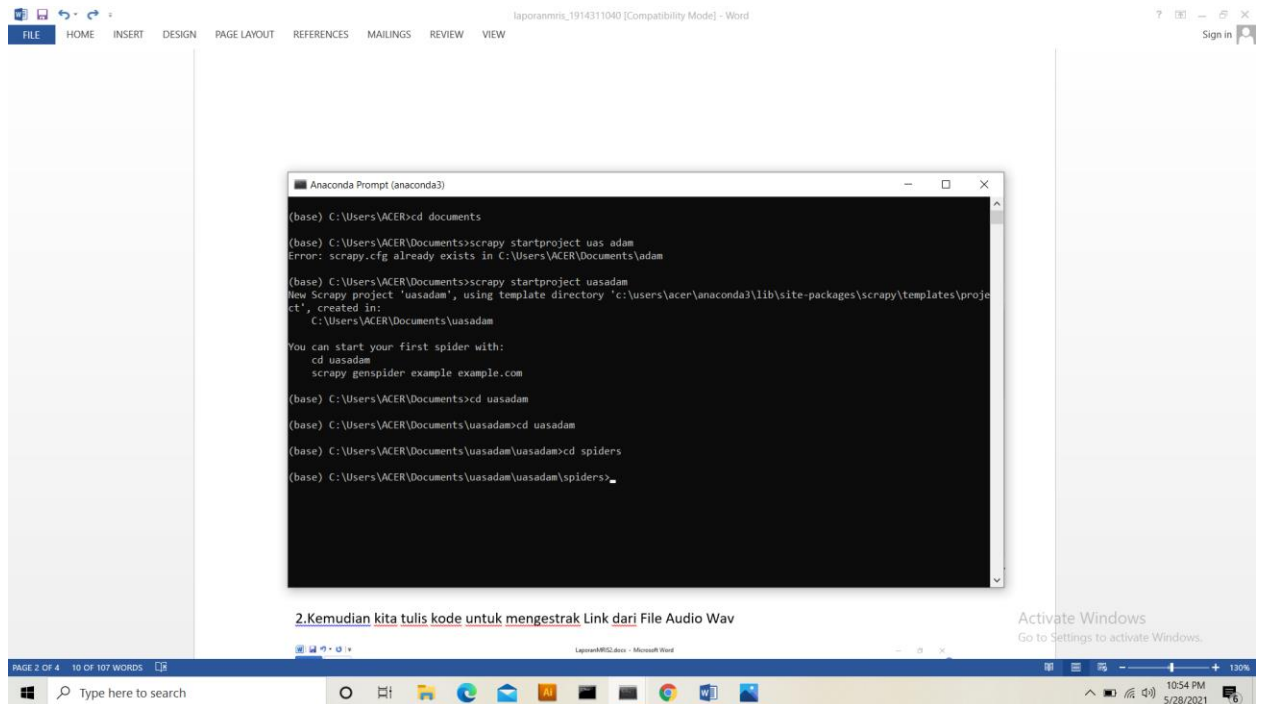 laporanmris_1914311040 [Compatibility Mode] - Word
FILE HOME INSERT DESIGN PAGE LAYOUT REFERENCES MAILINGS REVIEW VIEW
Sign in
Anaconda Prompt (anaconda3)
(base) C:\Users\ACER>cd documents
(base) C:\Users\ACER\Documents>scrapy startproject uas adam
Error: scrapy.cfg already exists in C:\Users\ACER\Documents\adam
(base) C:\Users\ACER\Documents>scrapy startproject uasadam
New Scrapy project 'uasadam', using template directory 'c:\users\acer\anaconda3\lib\site-packages\scrapy\templates\proje
ct', created in:
C:\Users\ACER\Documents\uasadam
You can start your first spider with:
cd uasadam
scrapy genspider example example.com
(base) C:\Users\ACER\Documents>cd uasadam
(base) C:\Users\ACER\Documents\uasadam>cd uasadam
(base) C:\Users\ACER\Documents\uasadam\uasadam>cd spiders
(base) C:\Users\ACER\Documents\uasadam\uasadam\spiders>
2.Kemudian kita tulis kode untuk mengestrak Link dari File Audio Wav
Activate Windows
Go to Settings to activate Windows.
LaporanMRIS2.docx - Microsoft Word
PAGE 2 OF 4 10 OF 107 WORDS
130%
Type here to search
10:54 PM
5/28/2021